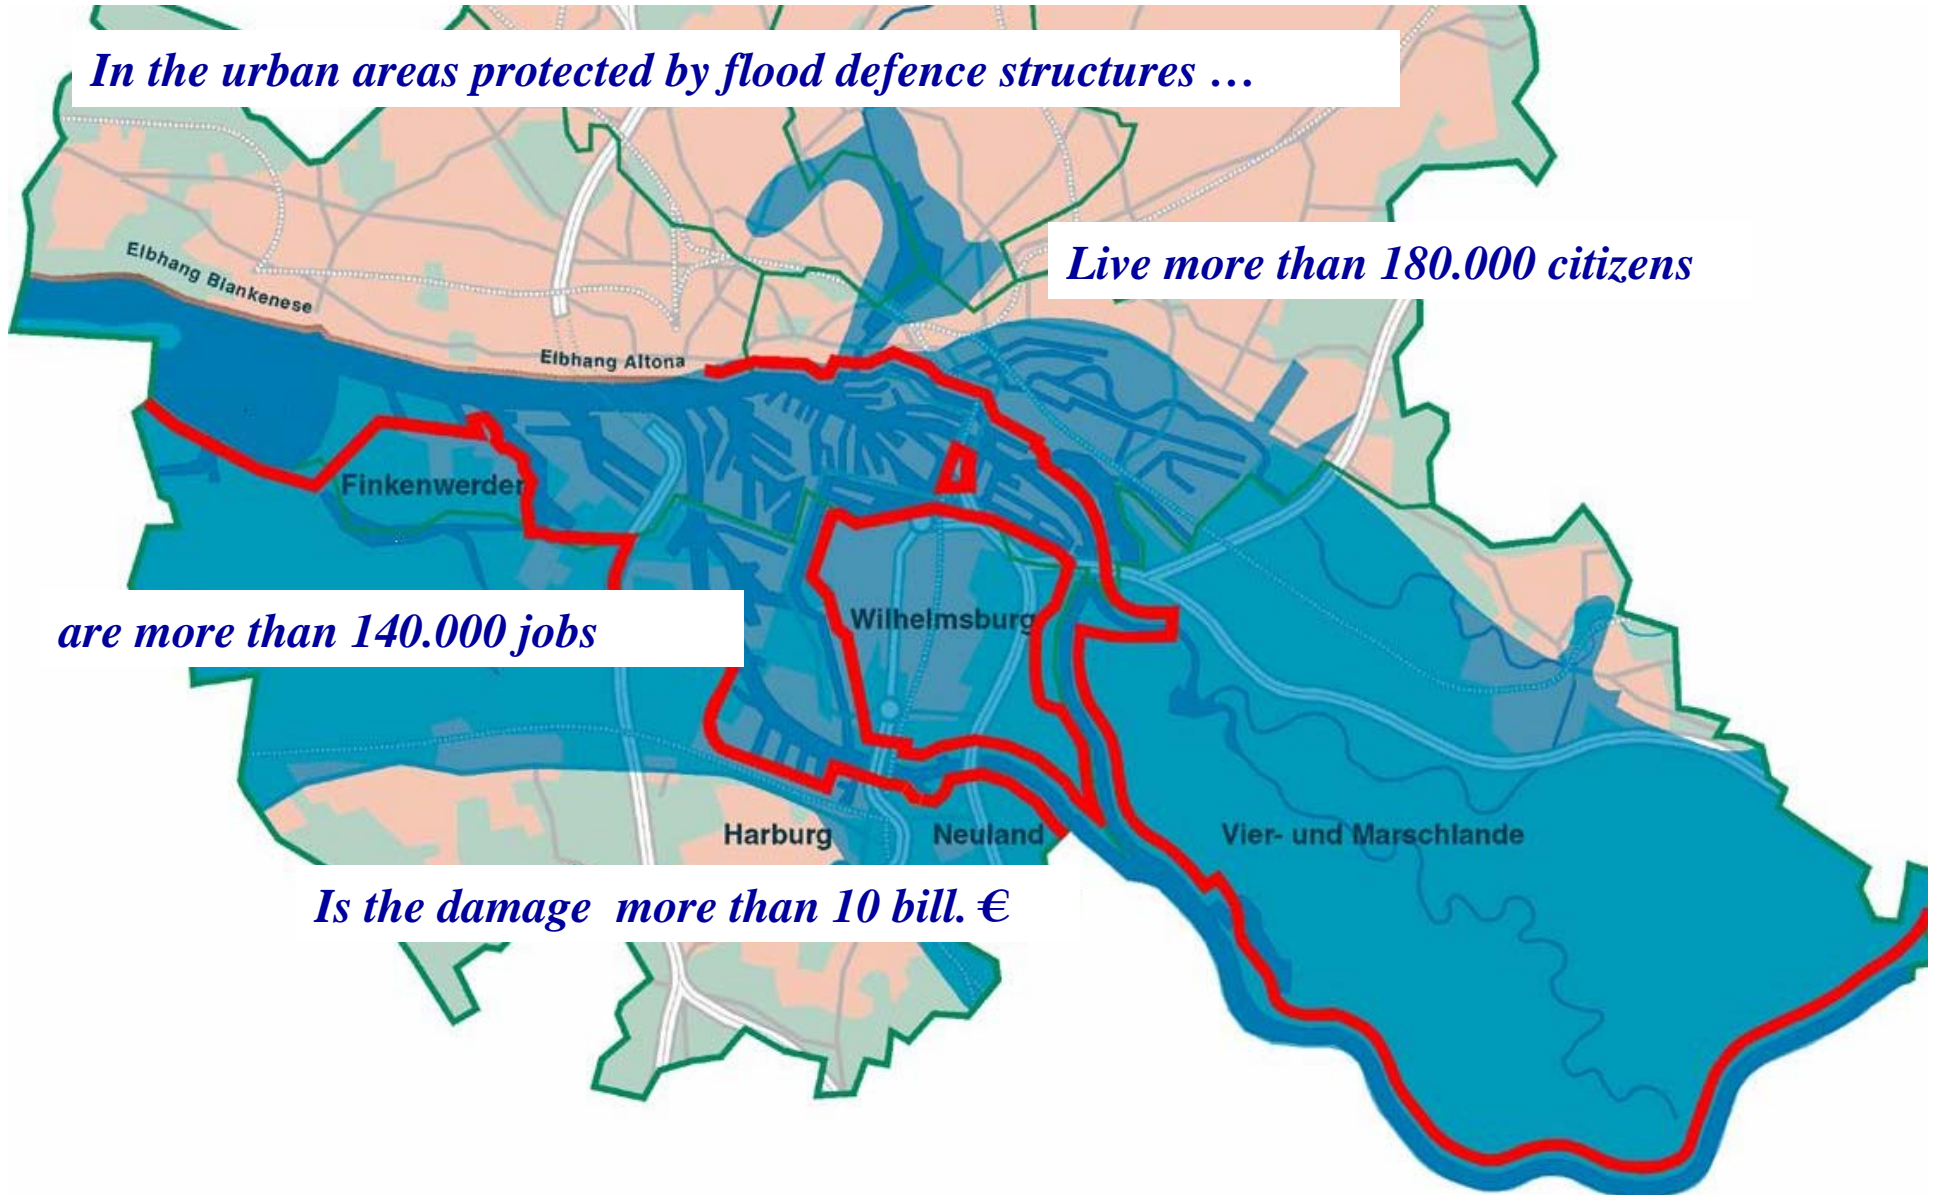 In the urban areas protected by flood defence structures …
Live more than 180.000 citizens
Elbhang Blankenese
Elbhang Altona
Finkenwerder
are more than 140.000 jobs
Wilhelmsburg
Harburg
Neuland
Vier- und Marschlande
Is the damage more than 10 bill. €